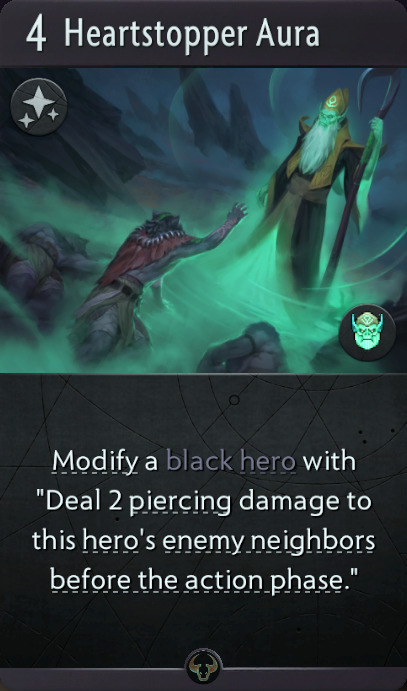 4 Heartstopper Aura
Modify a black hero with
"Deal 2 piercing damage to
this hero's enemy neighbors
before the action phase."